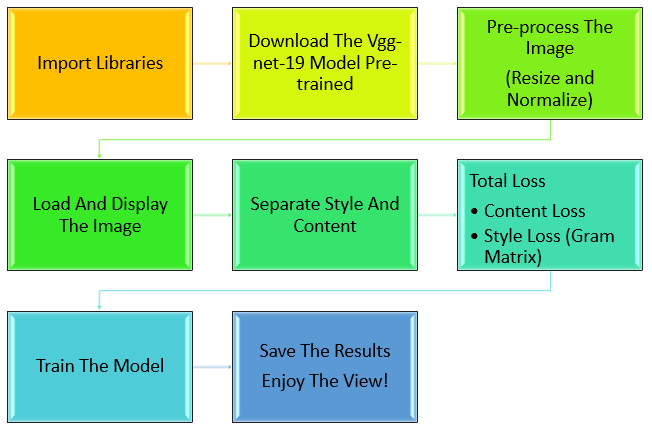 Import Libraries
Download The Vgg-
net-19 Model Pre-
trained
Pre-process The
Image
(Resize and
Normalize)
Load And Display
The Image
Separate Style And
Content
Total Loss
• Content Loss
• Style Loss (Gram
Matrix)
Train The Model
Save The Results
Enjoy The View!